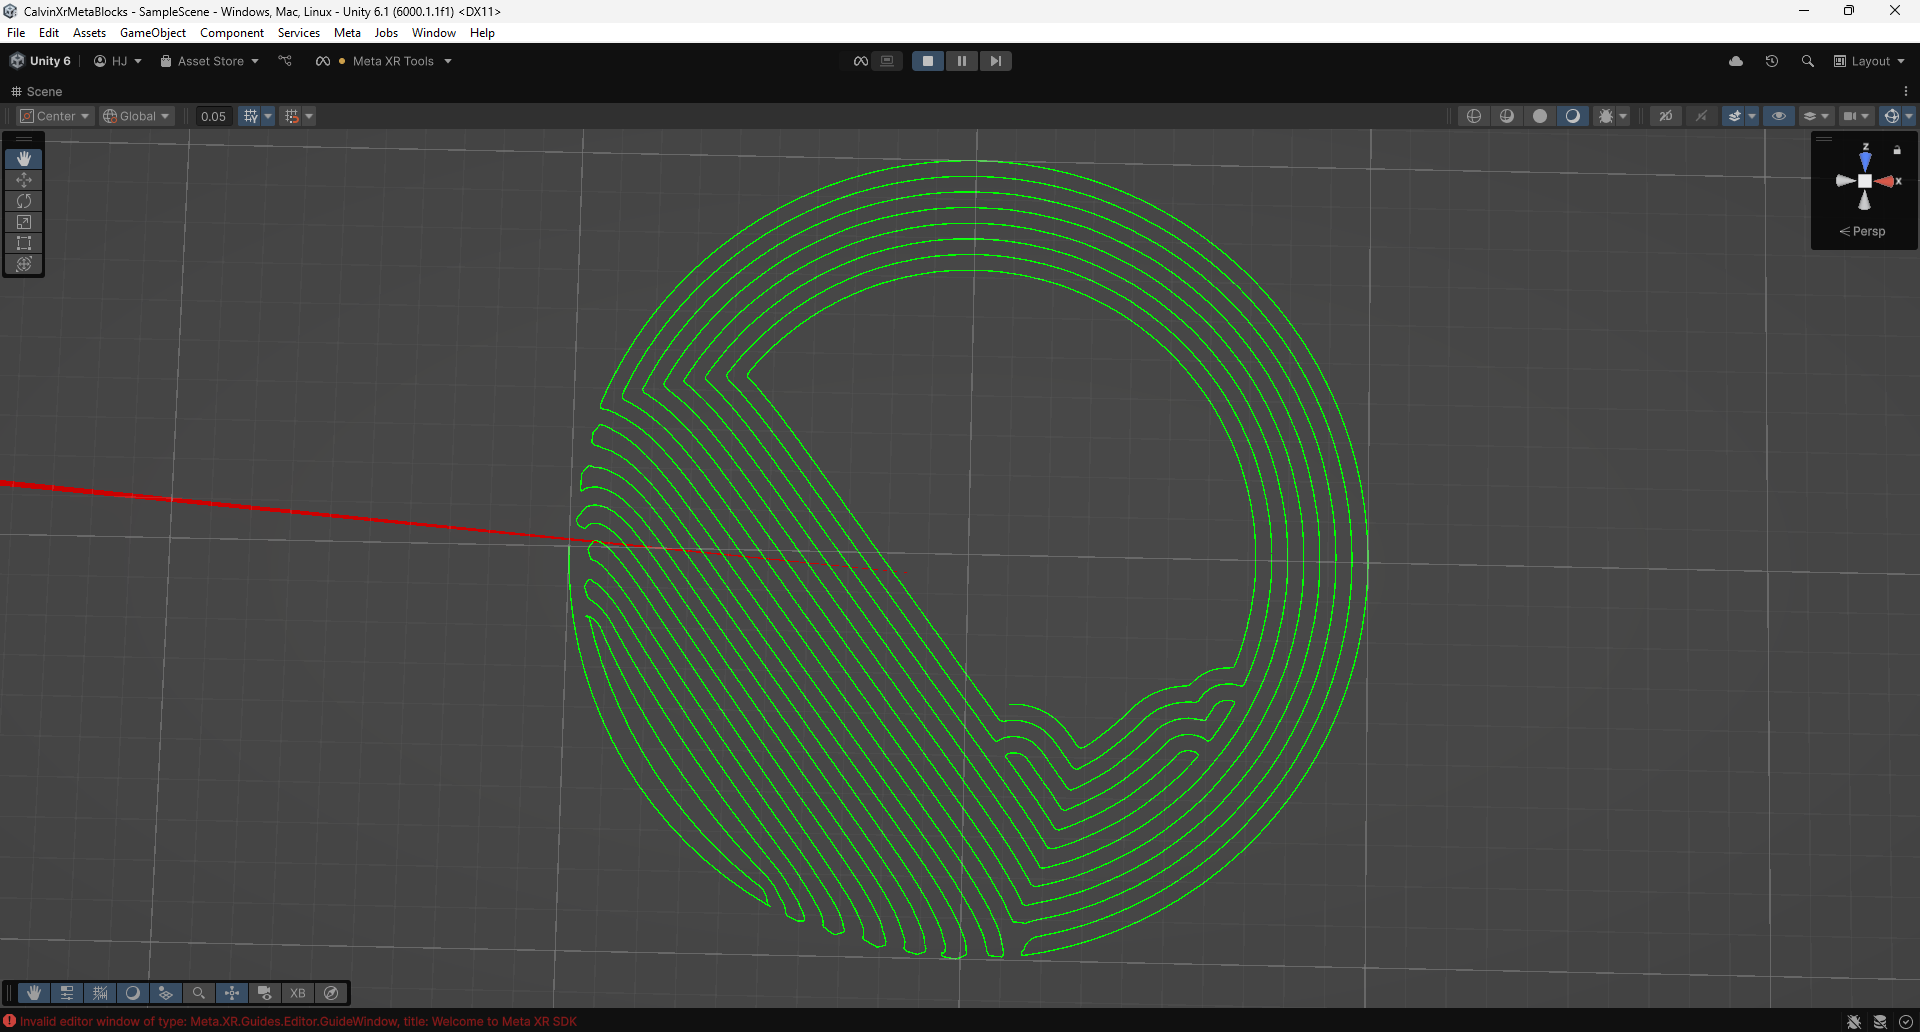 CalvinXrMetaBlocks - SampleScene - Windows, Mac, Linux - Unity 6.1 (6000.1.1f1) <DX11>
File Edit Assets GameObject Component Services Meta Jobs Window Help
Unity 6 HJ Asset Store Meta XR Tools Layout
Scene
Center Global 0.05 2D
z
x
< Persp
XB
Invalid editor window of type: Meta.XR.Guides.Editor.GuideWindow, title: Welcome to Meta XR SDK